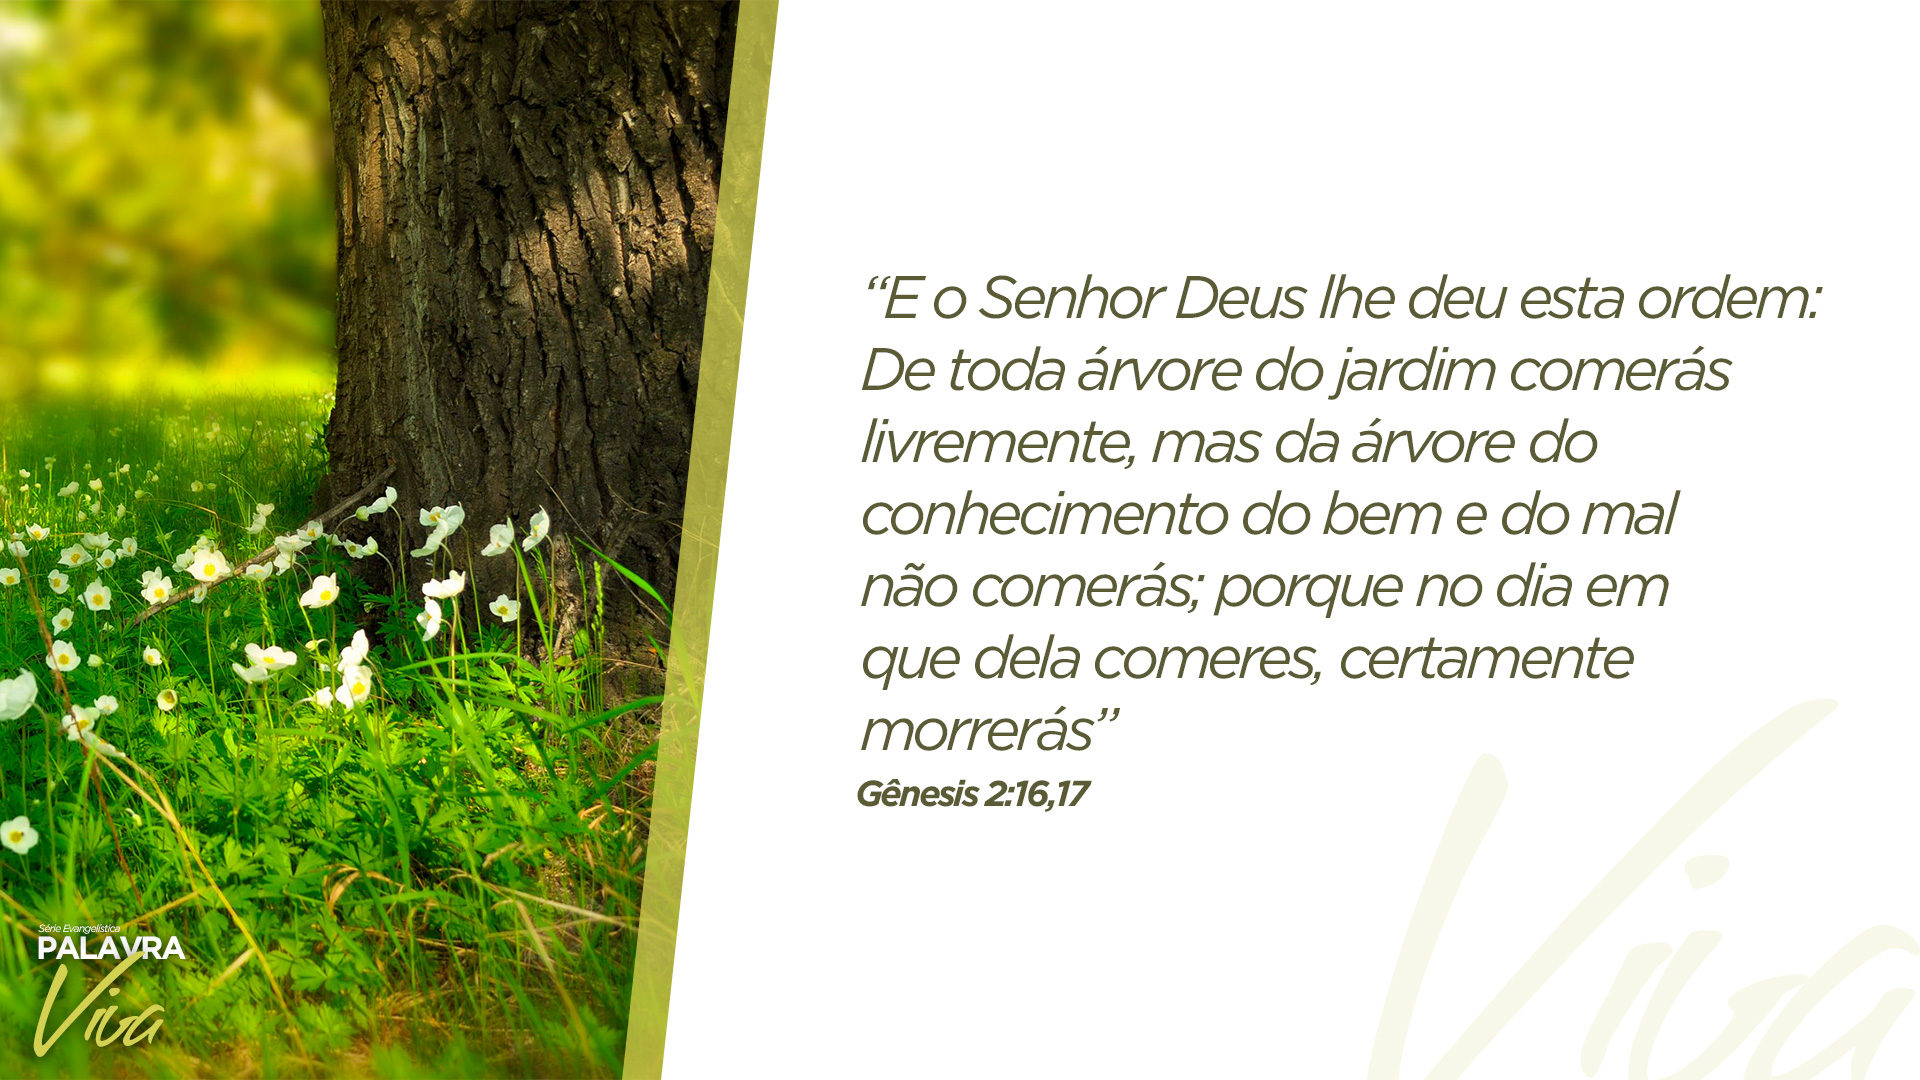 “E o Senhor Deus lhe deu esta ordem:
De toda árvore do jardim comerás
livremente, mas da árvore do
conhecimento do bem e do mal
não comerás; porque no dia em
que dela comeres, certamente
morrerás”
Gênesis 2:16,17
Série Evangelística
PALAVRA
Viva
Viva